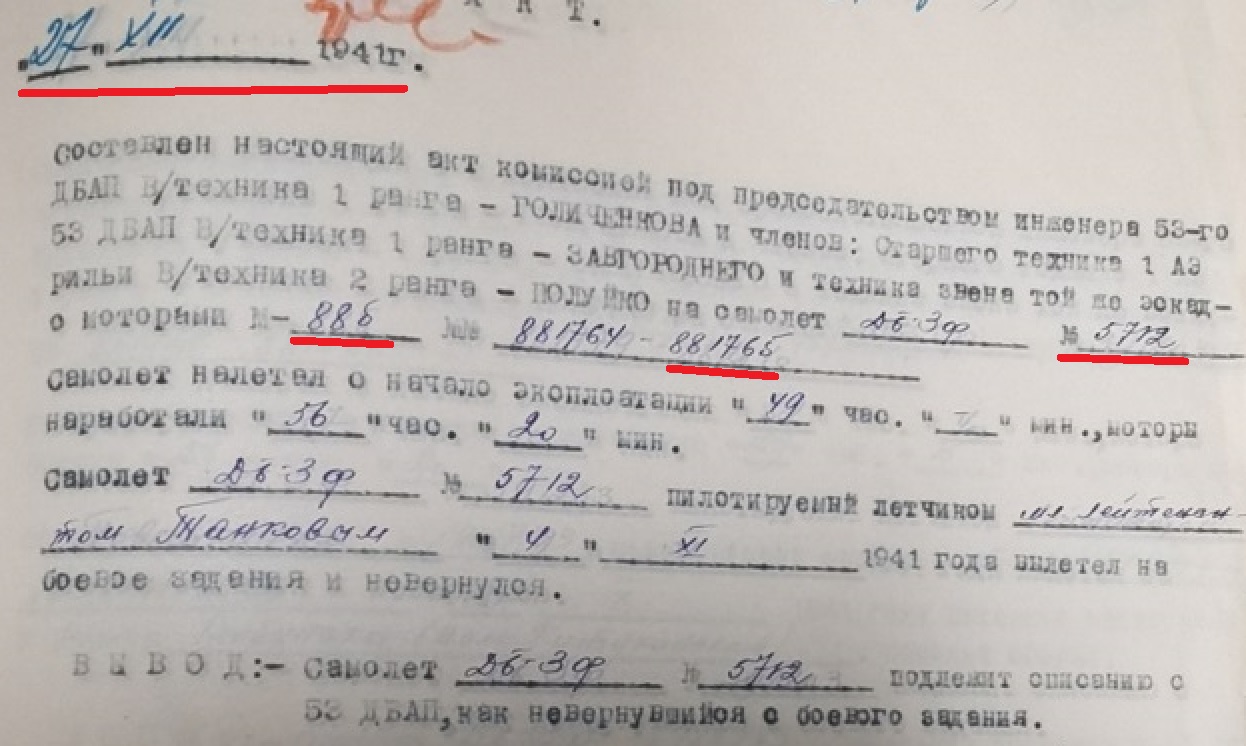 А К Т.
"27" XII 1941г.
Составлен настоящий акт комиссией под председательством инженера 53-го
ДБАП В/техника 1 ранга - ГОЛИЧЕНКОВА и членов: Старшего техника 1 АЭ
53 ДБАП В/техника 1 ранга - ЗАВГОРОДНЕГО и техника звена той же эскад-
рильи В/техника 2 ранга - ПОЛУЙКО на самолет Дб-3ф № 5712
с моторами М- 88б №№ 881764 - 881765
Самолет налетал с начало эксплоатации "49" час. "-" мин.,моторы
наработали "56" час. "20" мин.
Самолет Дб-3ф № 5712 пилотируемый летчиком мл лейтенан-
том Танковым "4" XI 1941 года вылетел на
боевое задания и невернулся.
В Ы В О Д:- Самолет Дб-3ф № 5712 подлежит списанию с
53 ДБАП,как невернувшийся с боевого задания.